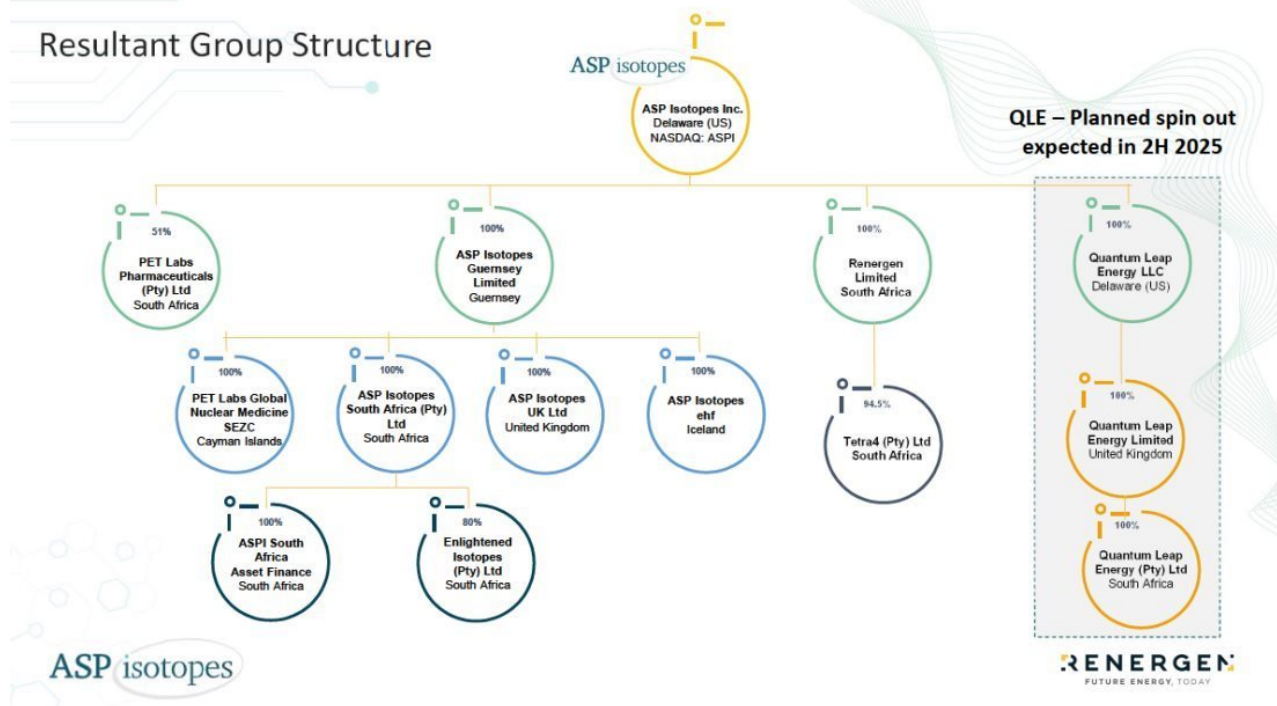 Resultant Group Structure
ASP isotopes
ASP Isotopes Inc.
Delaware (US)
NASDAQ: ASPI
QLE – Planned spin out
expected in 2H 2025
51%
PET Labs
Pharmaceuticals
(Pty) Ltd
South Africa
100%
ASP Isotopes
Guernsey
Limited
Guernsey
100%
Renergen
Limited
South Africa
100%
Quantum Leap
Energy LLC
Delaware (US)
100%
PET Labs Global
Nuclear Medicine
SEZC
Cayman Islands
100%
ASP Isotopes
South Africa (Pty)
Ltd
South Africa
100%
ASP Isotopes
UK Ltd
United Kingdom
100%
ASP Isotopes
ehf
Iceland
94.5%
Tetra4 (Pty) Ltd
South Africa
100%
Quantum Leap
Energy Limited
United Kingdom
100%
ASPI South
Africa
Asset Finance
South Africa
80%
Enlightened
Isotopes
(Pty) Ltd
South Africa
100%
Quantum Leap
Energy (Pty) Ltd
South Africa
ASP isotopes
RENERGEN
FUTURE ENERGY, TODAY